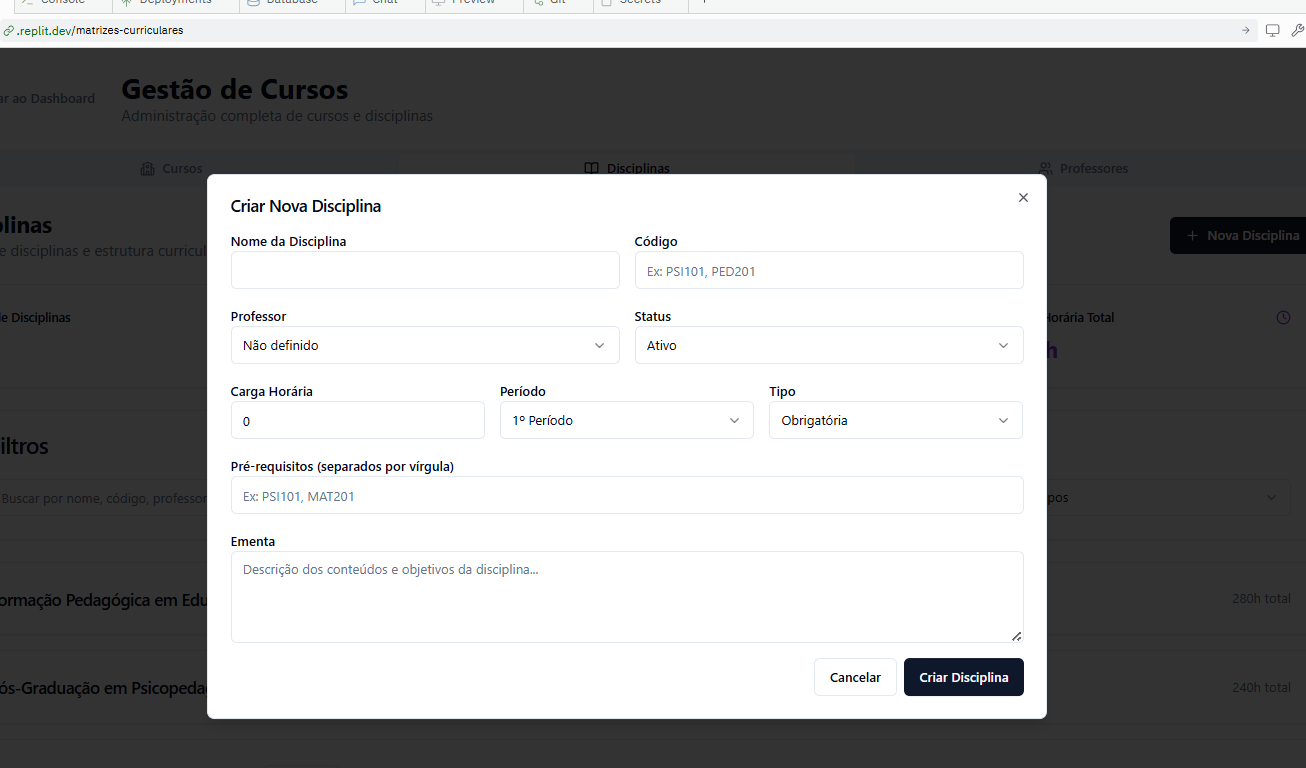 Console Deployments Database Chat Preview Git Secrets
.replit.dev/matrizes-curriculares
ar ao Dashboard
Gestão de Cursos
Administração completa de cursos e disciplinas
Cursos Disciplinas Professores
plinas
e disciplinas e estrutura curricul
+ Nova Disciplina
e Disciplinas
Horária Total
h
iltros
Buscar por nome, código, professor
pos
ormação Pedagógica em Edu
280h total
ós-Graduação em Psicopeda
240h total
Criar Nova Disciplina
Nome da Disciplina Código
Ex: PSI101, PED201
Professor Status
Não definido Ativo
Carga Horária Período Tipo
0 1º Período Obrigatória
Pré-requisitos (separados por vírgula)
Ex: PSI101, MAT201
Ementa
Descrição dos conteúdos e objetivos da disciplina...
Cancelar Criar Disciplina